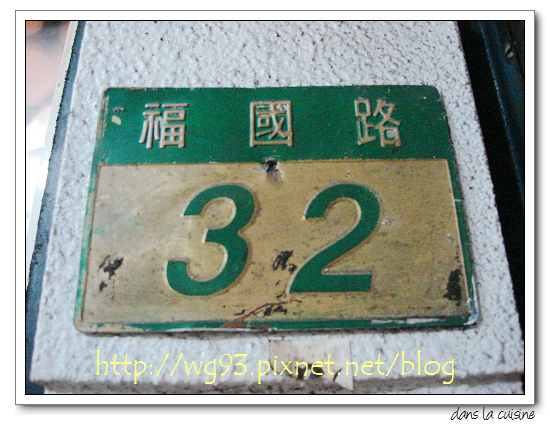 福國路
32
http://wg93.pixnet.net/blog
dans la cuisine